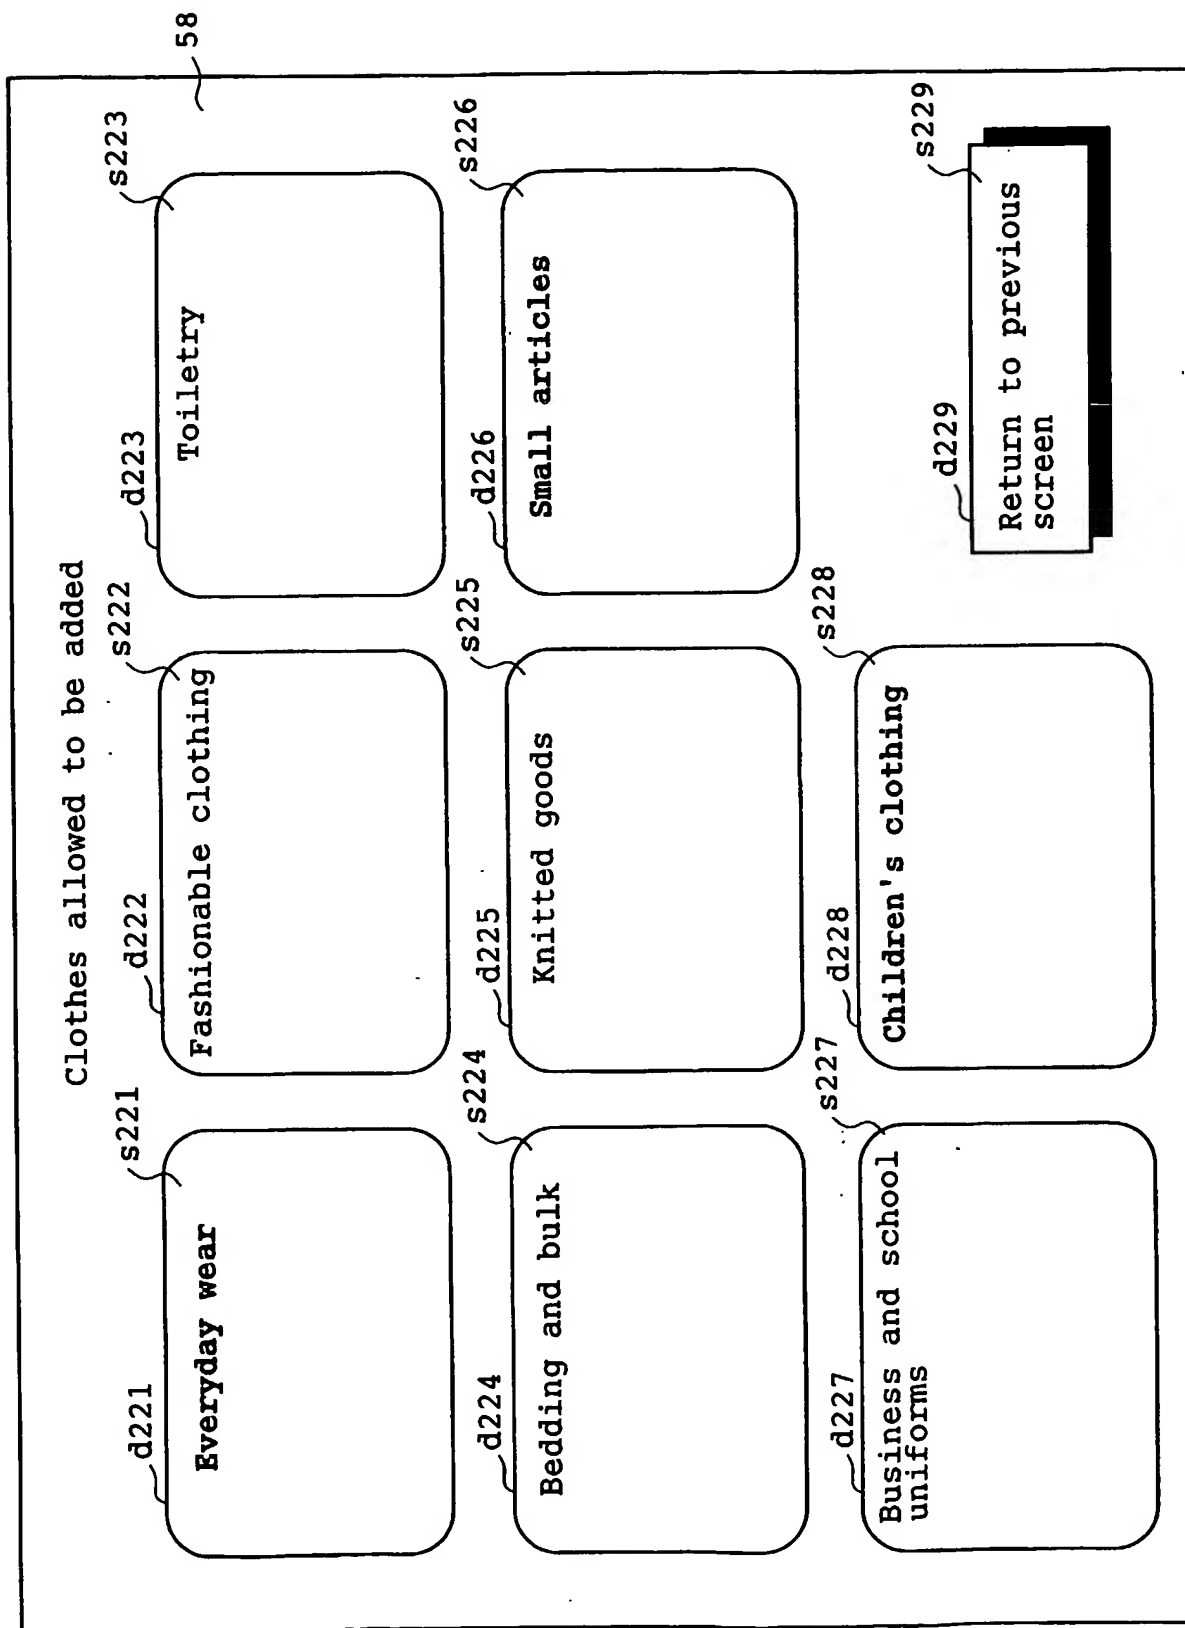 58
Clothes allowed to be added
d221
s221
Everyday wear
d222
s222
Fashionable clothing
d223
s223
Toiletry
d224
s224
Bedding and bulk
d225
s225
Knitted goods
d226
s226
Small articles
d227
s227
Business and school
uniforms
d228
s228
Children's clothing
d229
s229
Return to previous
screen